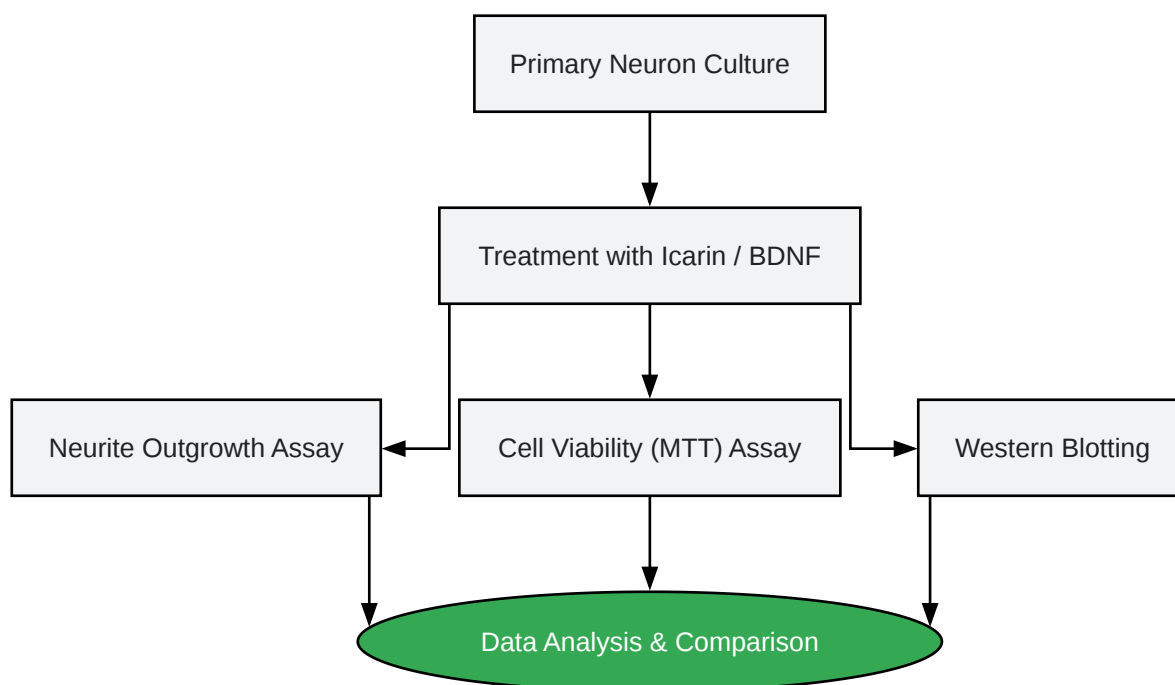 Primary Neuron Culture
Treatment with Icarin / BDNF
Neurite Outgrowth Assay
Cell Viability (MTT) Assay
Western Blotting
Data Analysis & Comparison